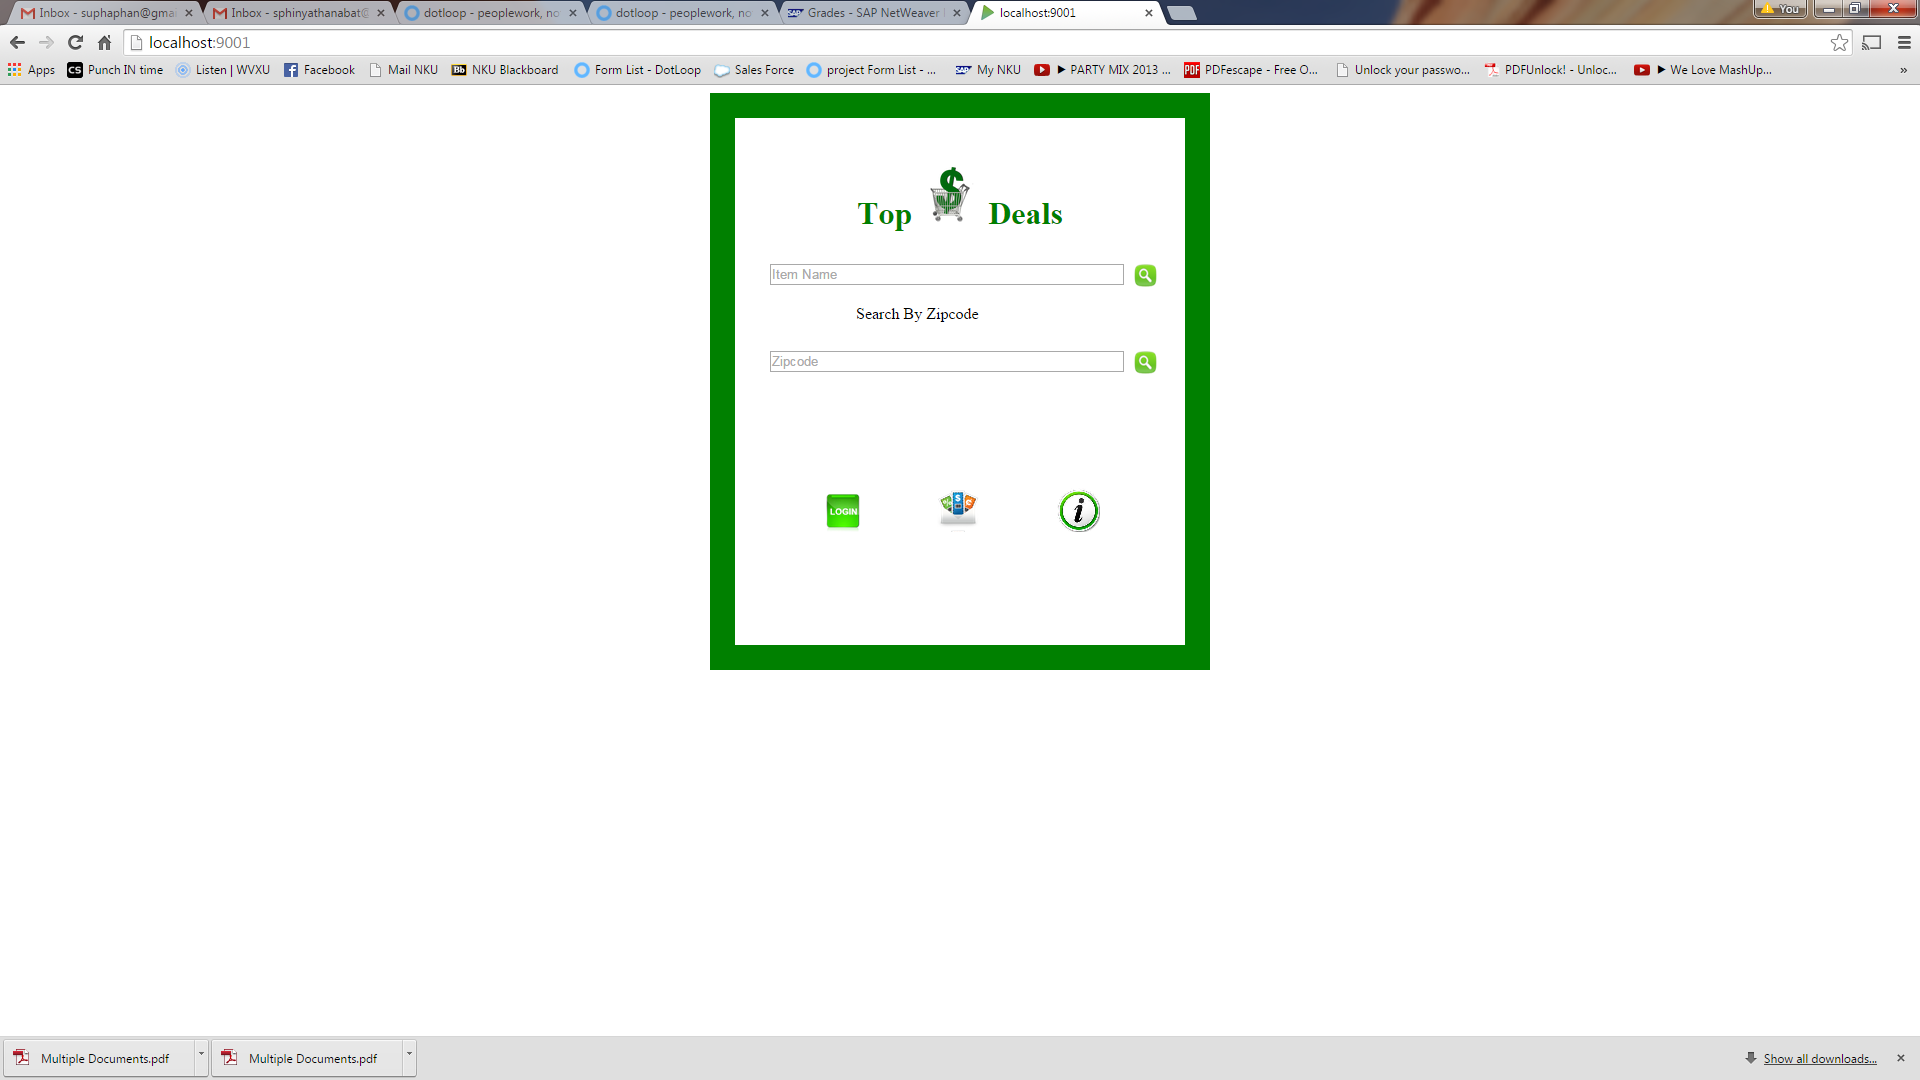 Inbox - suphaphan@gma
Inbox - sphinyathanabat@
dotloop - peoplework, no
dotloop - peoplework, no
Grades - SAP NetWeaver
localhost:9001
You
localhost:9001
Apps
Punch IN time
Listen | WVXU
Facebook
Mail NKU
NKU Blackboard
Form List - DotLoop
Sales Force
project Form List - ...
My NKU
PARTY MIX 2013 ...
PDFescape - Free O...
Unlock your passwo...
PDFUnlock! - Unloc...
We Love MashUp...
»
Top $ Deals
Item Name
Search By Zipcode
Zipcode
LOGIN
i
Multiple Documents.pdf
Multiple Documents.pdf
Show all downloads...